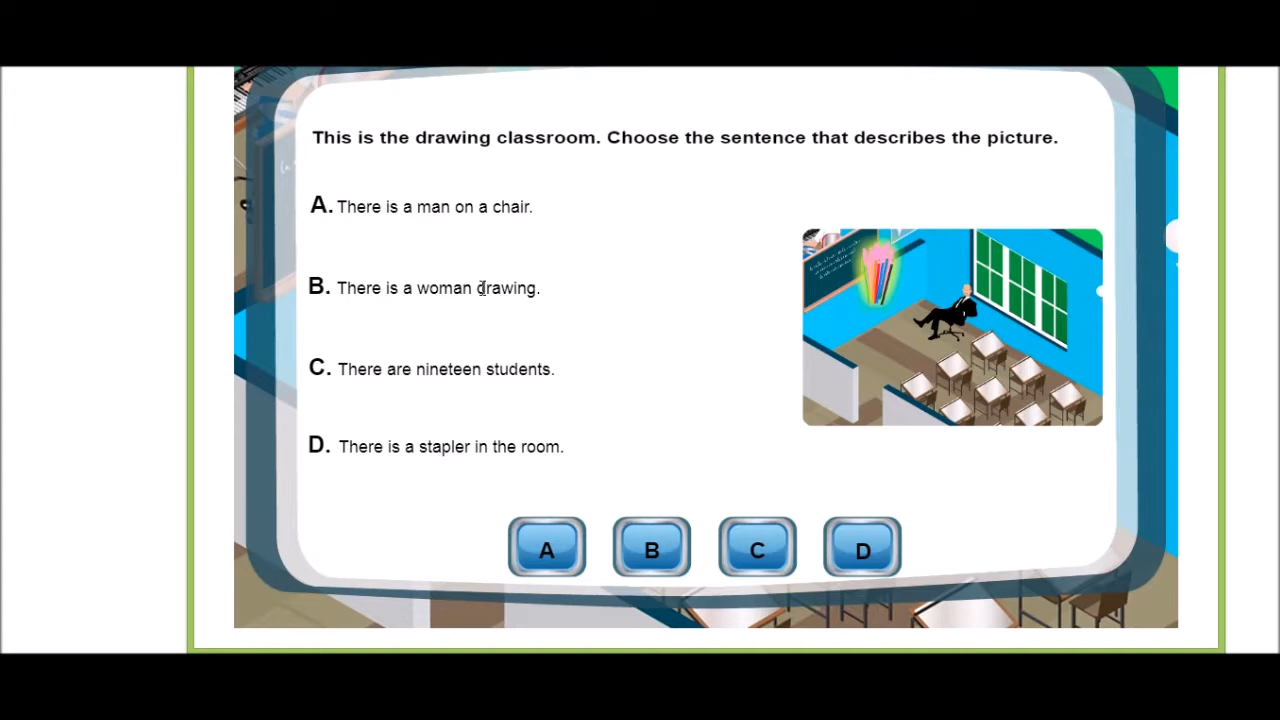 This is the drawing classroom. Choose the sentence that describes the picture.
A. There is a man on a chair.
B. There is a woman drawing.
C. There are nineteen students.
D. There is a stapler in the room.
A B C D